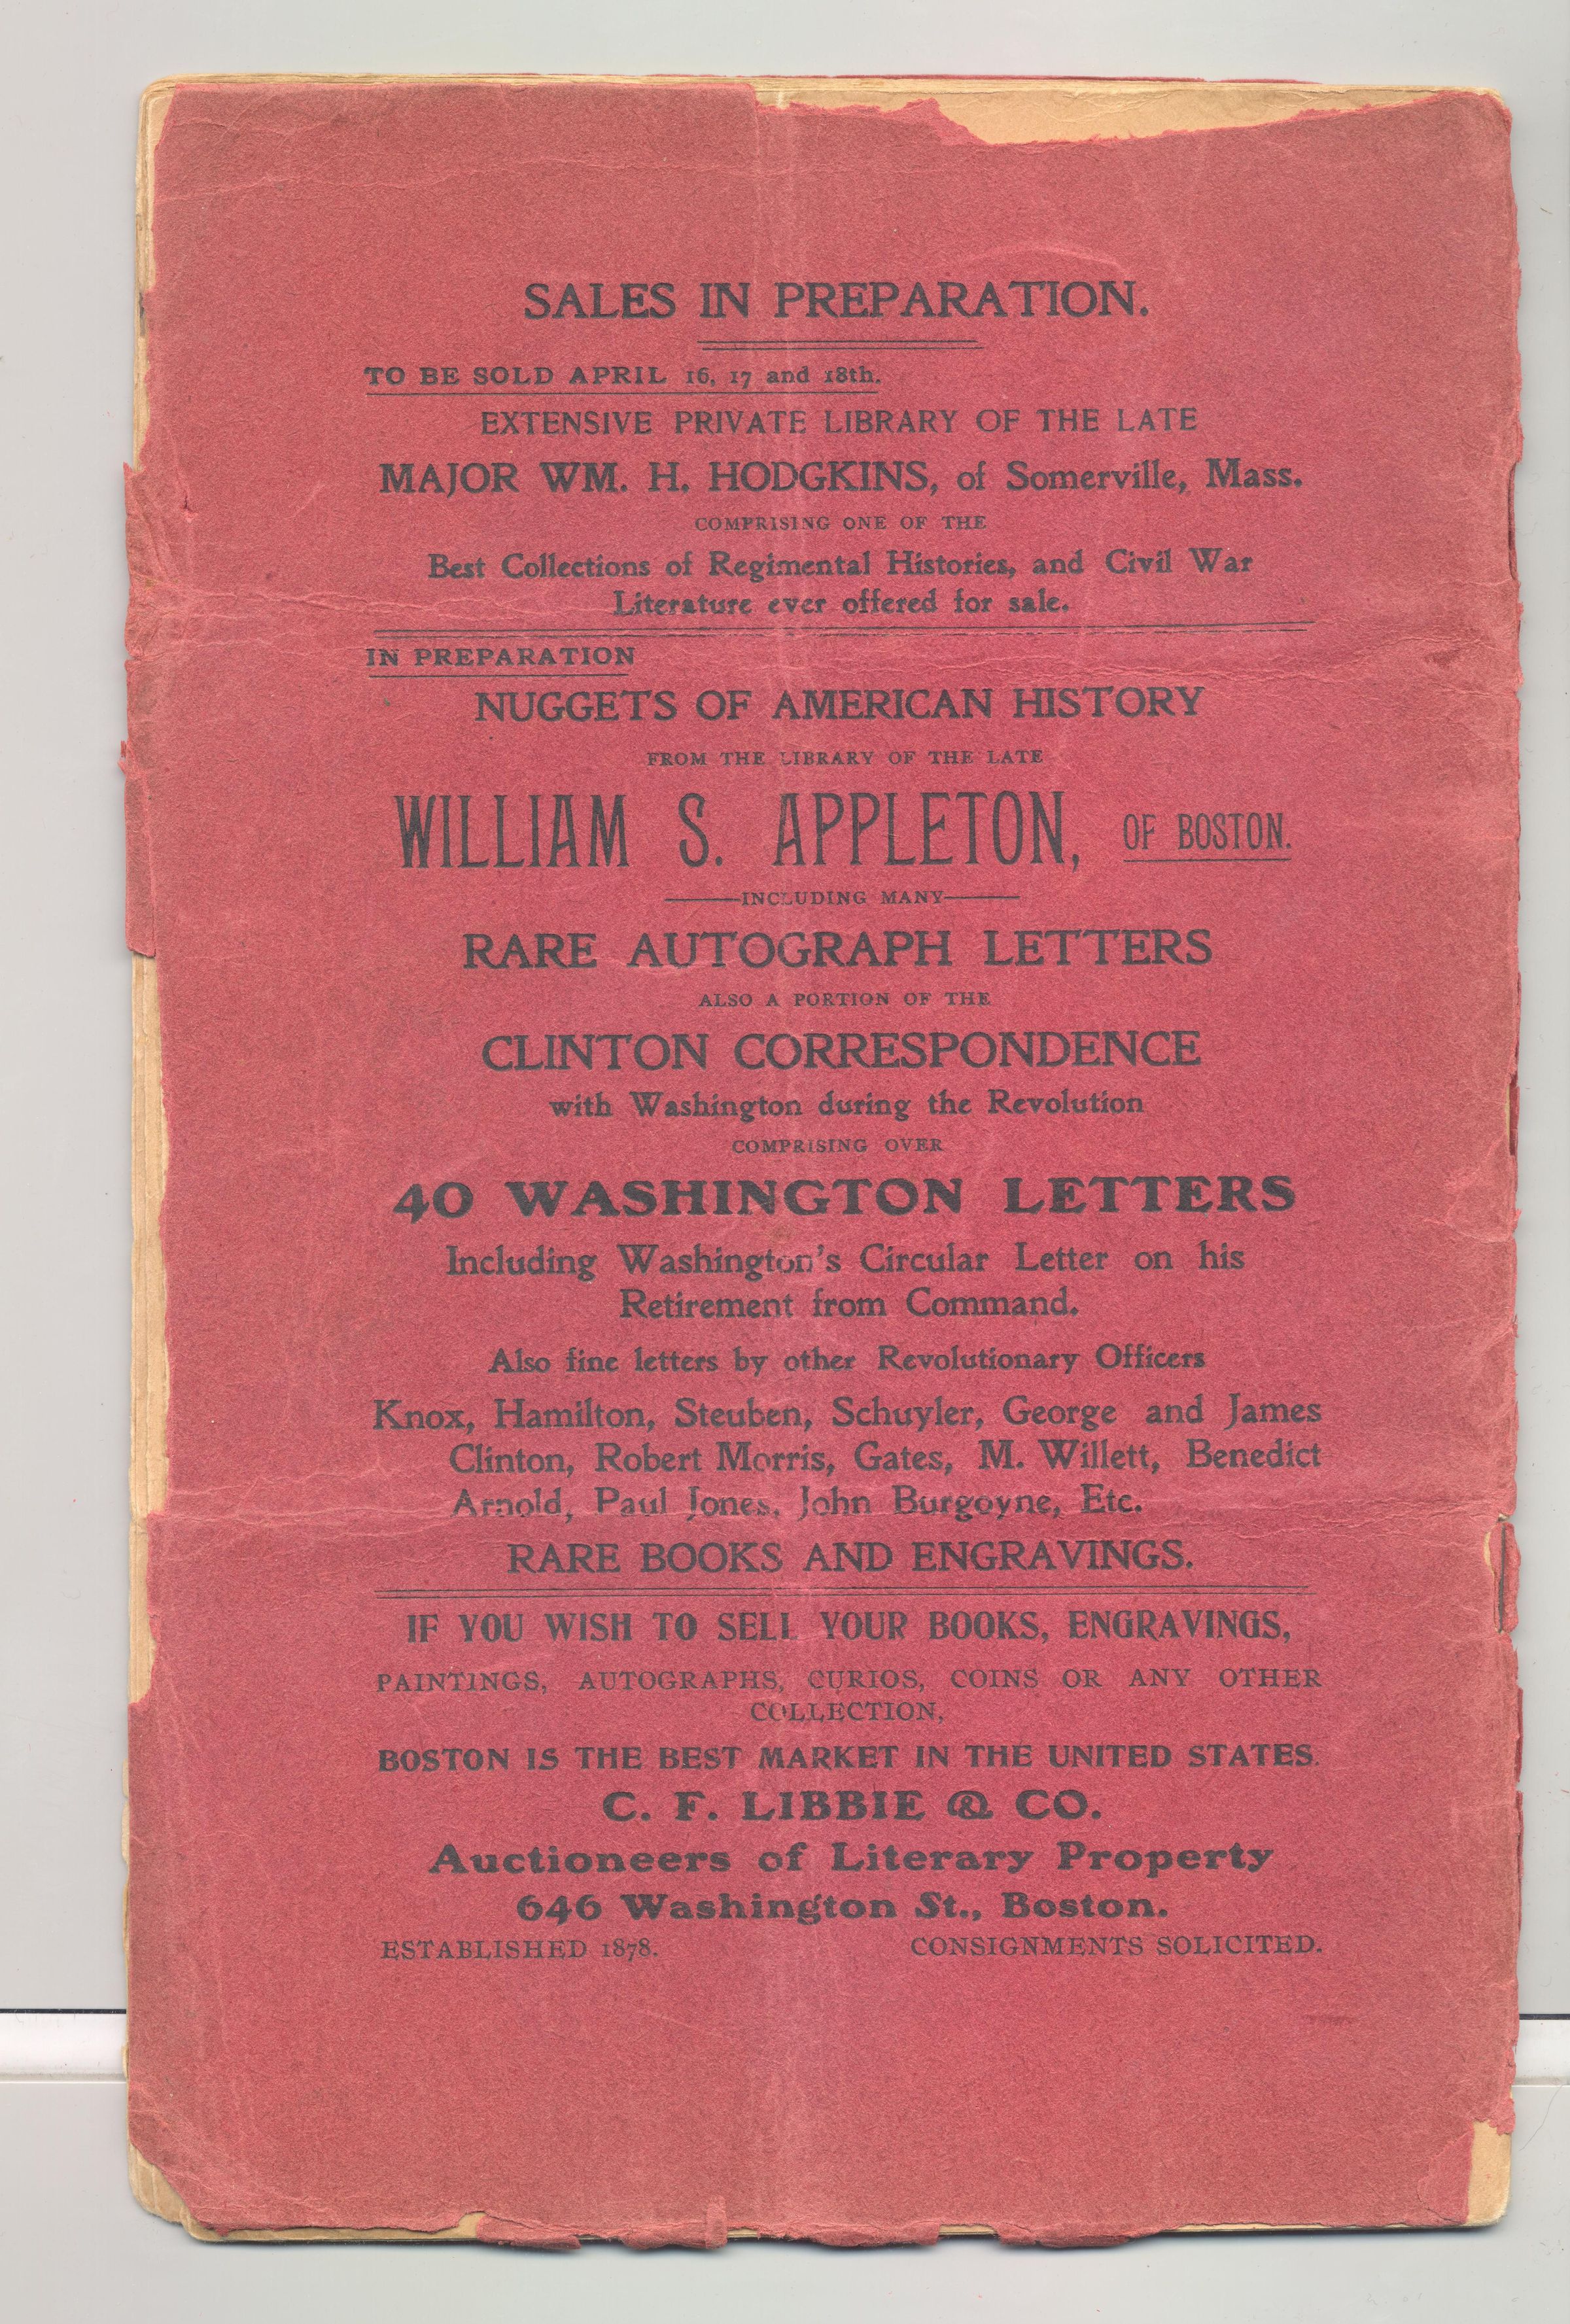 SALES IN PREPARATION.
TO BE SOLD APRIL 16, 17 and 18th.
EXTENSIVE PRIVATE LIBRARY OF THE LATE
MAJOR WM. H. HODGKINS, of Somerville, Mass.
COMPRISING ONE OF THE
Best Collections of Regimental Histories, and Civil War
Literature ever offered for sale.
IN PREPARATION
NUGGETS OF AMERICAN HISTORY
FROM THE LIBRARY OF THE LATE
WILLIAM S. APPLETON, OF BOSTON.
INCLUDING MANY
RARE AUTOGRAPH LETTERS
ALSO A PORTION OF THE
CLINTON CORRESPONDENCE
with Washington during the Revolution
COMPRISING OVER
40 WASHINGTON LETTERS
Including Washington's Circular Letter on his
Retirement from Command.
Also fine letters by other Revolutionary Officers
Knox, Hamilton, Steuben, Schuyler, George and James
Clinton, Robert Morris, Gates, M. Willett, Benedict
Arnold, Paul Jones, John Burgoyne, Etc.
RARE BOOKS AND ENGRAVINGS.
IF YOU WISH TO SELL YOUR BOOKS, ENGRAVINGS,
PAINTINGS, AUTOGRAPHS, CURIOS, COINS OR ANY OTHER
COLLECTION,
BOSTON IS THE BEST MARKET IN THE UNITED STATES.
C. F. LIBBIE & CO.
Auctioneers of Literary Property
646 Washington St., Boston.
ESTABLISHED 1878. CONSIGNMENTS SOLICITED.